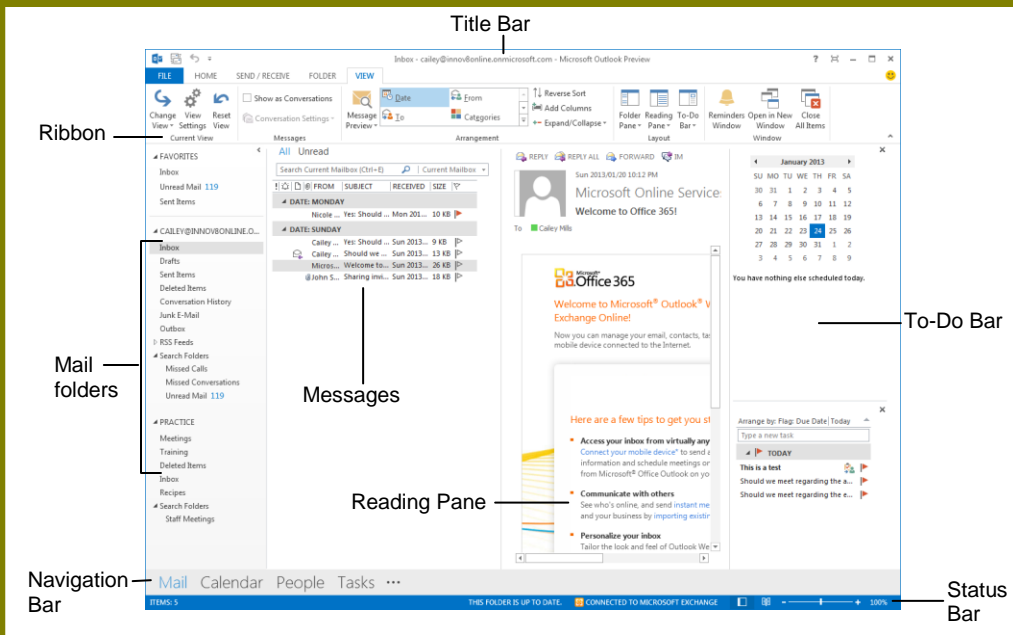 Title Bar
Inbox - cailey@innov8online.onmicrosoft.com - Microsoft Outlook Preview
FILE HOME SEND / RECEIVE FOLDER VIEW
Change View
View Settings
Reset View
Current View
Show as Conversations
Conversation Settings
Messages
Message Preview
Date
From
To
Categories
Reverse Sort
Add Columns
Expand/Collapse
Arrangement
Folder Pane
Reading Pane
To-Do Bar
Layout
Reminders Window
Open in New Window
Close All Items
Window
Ribbon
FAVORITES
Inbox
Unread Mail 119
Sent Items
CAILEY@INNOV8ONLINE.O...
Inbox
Drafts
Sent Items
Deleted Items
Conversation History
Junk E-Mail
Outbox
RSS Feeds
Search Folders
Missed Calls
Missed Conversations
Unread Mail 119
PRACTICE
Meetings
Training
Deleted Items
Inbox
Recipes
Search Folders
Staff Meetings
Mail
folders
All Unread
Search Current Mailbox (Ctrl+E) Current Mailbox
! FROM SUBJECT RECEIVED SIZE
DATE: MONDAY
Nicole ... Yes: Should ... Mon 201... 10 KB
DATE: SUNDAY
Cailey ... Yes: Should ... Sun 2013... 9 KB
Cailey ... Should we ... Sun 2013... 13 KB
Micros... Welcome to... Sun 2013... 26 KB
John S... Sharing invi... Sun 2013... 18 KB
Messages
REPLY REPLY ALL FORWARD IM
Sun 2013/01/20 10:12 PM
Microsoft Online Service:
Welcome to Office 365!
To Cailey Mills
Microsoft®
Office 365
Welcome to Microsoft® Outlook® W
Exchange Online!
Now you can manage your email, contacts, tas
mobile device connected to the Internet.
Here are a few tips to get you st
Access your inbox from virtually any
Connect your mobile device* to send a
information and schedule meetings or
from Microsoft® Office Outlook on yo
Communicate with others
See who's online, and send instant me
and your business by importing existin
Personalize your inbox
Tailor the look and feel of Outlook We
Reading Pane
January 2013
SU MO TU WE TH FR SA
30 31 1 2 3 4 5
6 7 8 9 10 11 12
13 14 15 16 17 18 19
20 21 22 23 24 25 26
27 28 29 30 31 1 2
3 4 5 6 7 8 9
You have nothing else scheduled today.
To-Do Bar
Arrange by: Flag: Due Date Today
Type a new task
TODAY
This is a test
Should we meet regarding the a...
Should we meet regarding the e...
Navigation
Bar
Mail Calendar People Tasks ...
ITEMS: 5 THIS FOLDER IS UP TO DATE. CONNECTED TO MICROSOFT EXCHANGE 100%
Status
Bar